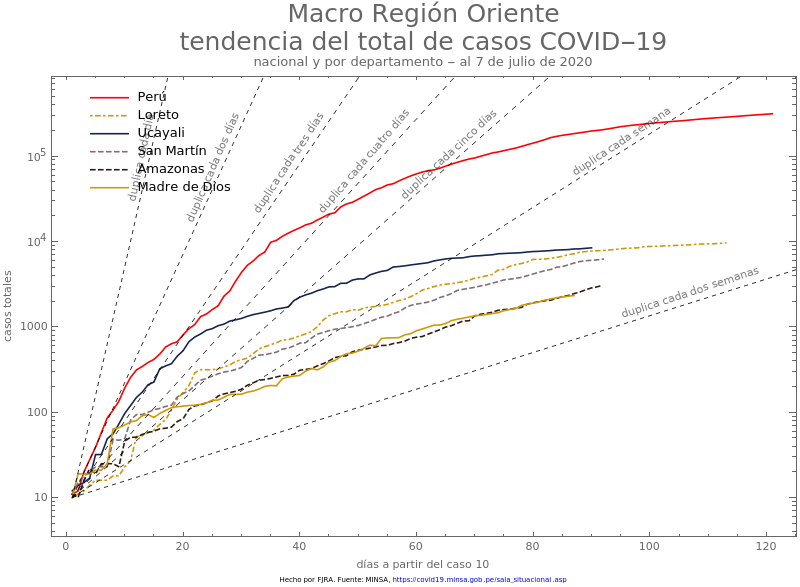 Macro Región Oriente
tendencia del total de casos COVID−19
nacional y por departamento − al 7 de julio de 2020
Perú
Loreto
Ucayali
San Martín
Amazonas
Madre de Dios
duplica cada día
duplica cada dos días
duplica cada tres días
duplica cada cuatro días
duplica cada cinco días
duplica cada semana
duplica cada dos semanas
casos totales
10^5
10^4
1000
100
10
0 20 40 60 80 100 120
días a partir del caso 10
Hecho por FJRA. Fuente: MINSA, https://covid19.minsa.gob.pe/sala_situacional.asp